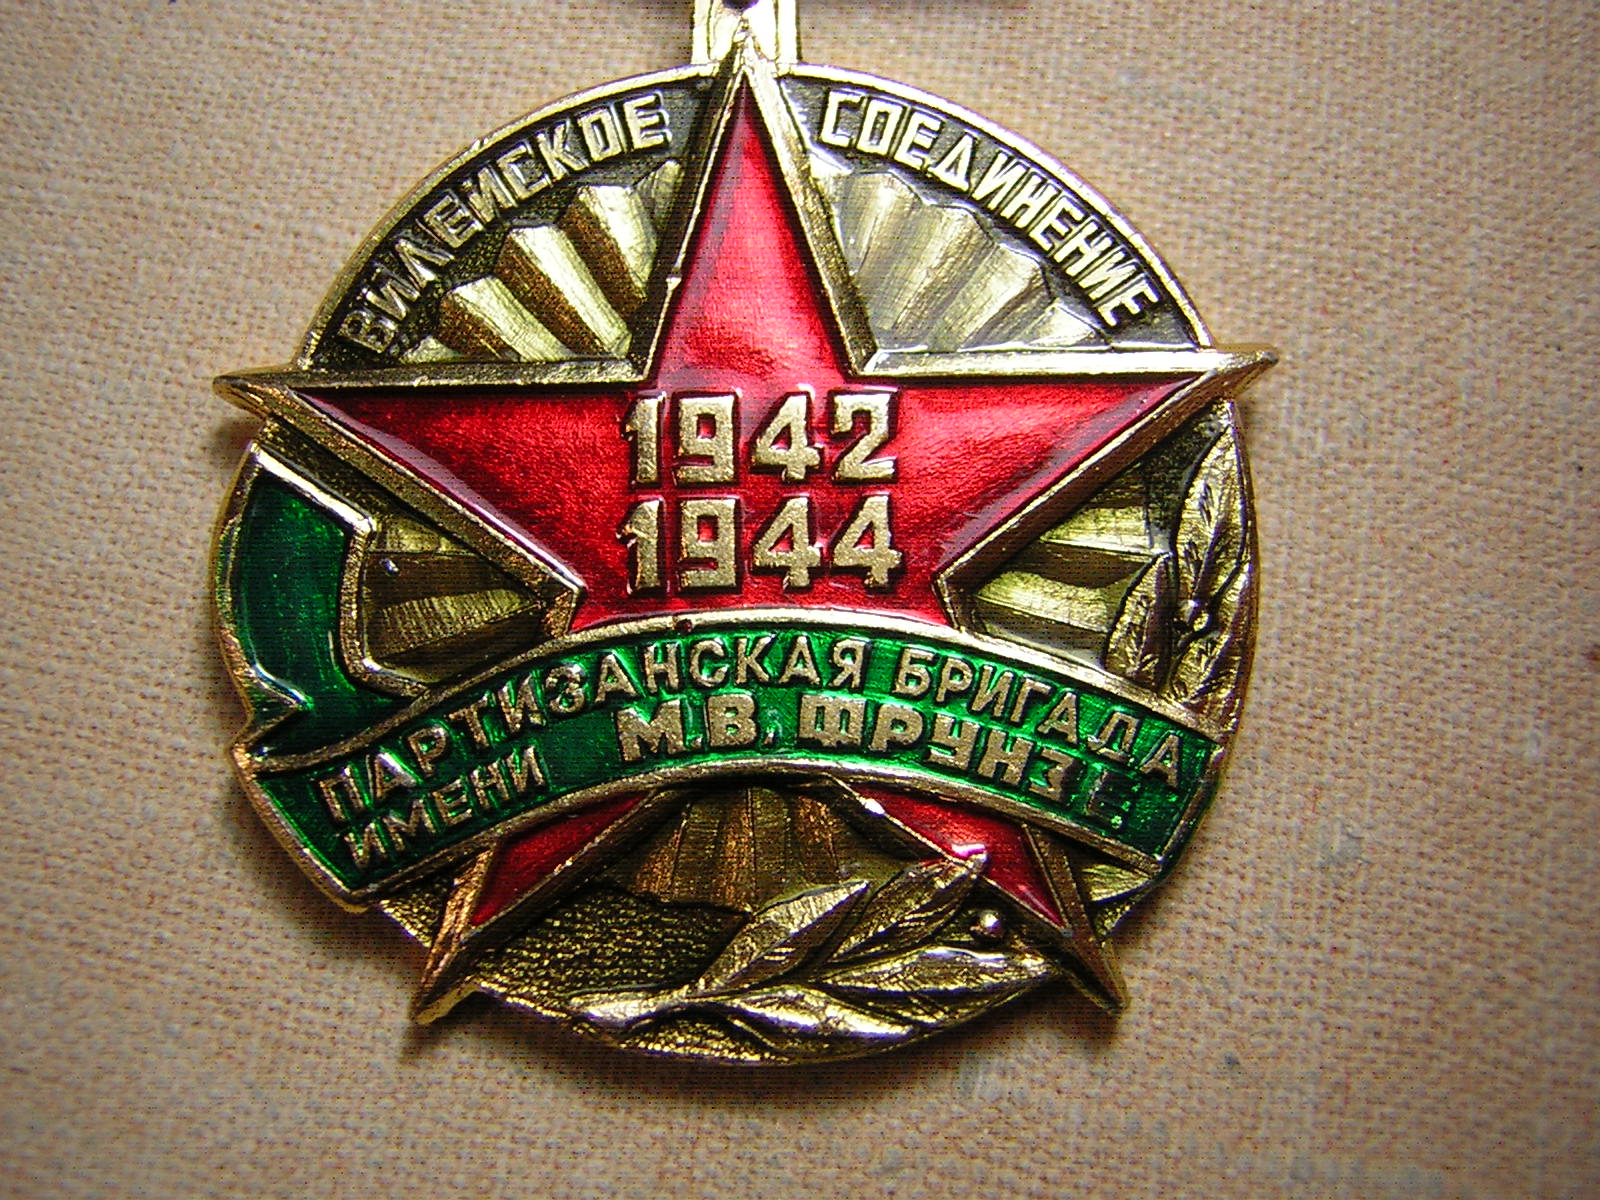 ВИЛЕЙСКОЕ СОЕДИНЕНИЕ
1942
1944
ПАРТИЗАНСКАЯ БРИГАДА
ИМЕНИ М.В. ФРУНЗЕ